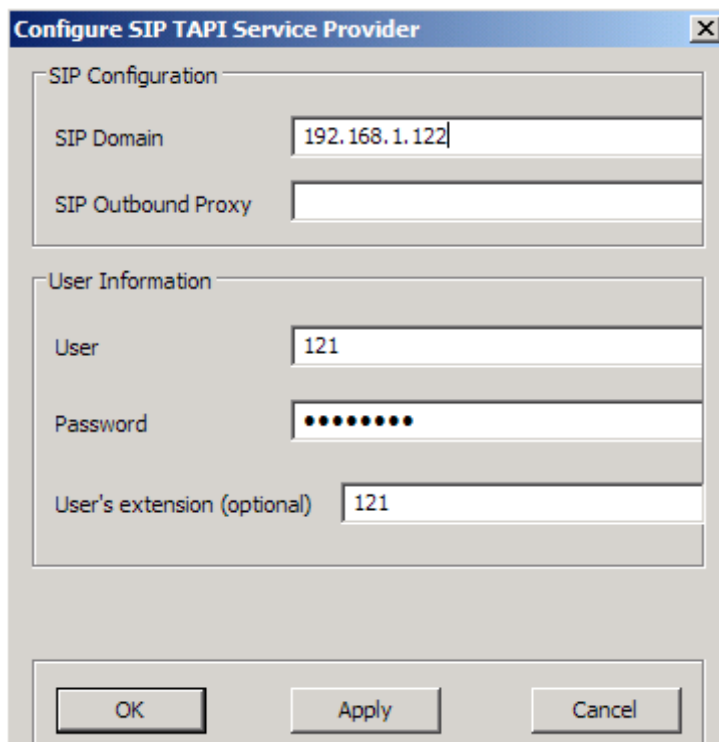 Configure SIP TAPI Service Provider
SIP Configuration
SIP Domain 192.168.1.122
SIP Outbound Proxy
User Information
User 121
Password ••••••••
User's extension (optional) 121
OK Apply Cancel